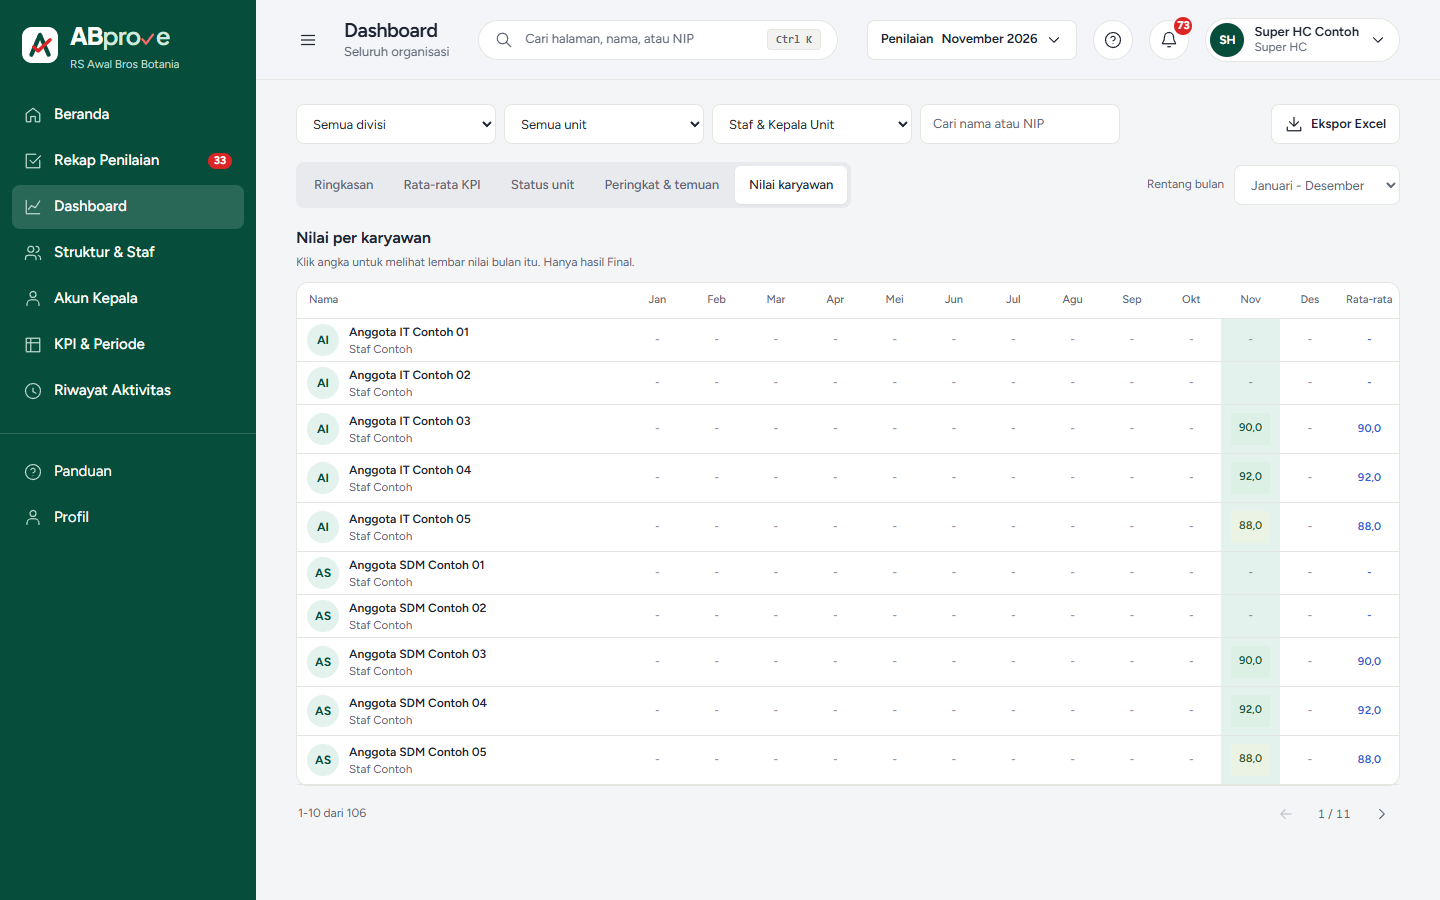 ABprove
RS Awal Bros Botania
Beranda
Rekap Penilaian 33
Dashboard
Struktur & Staf
Akun Kepala
KPI & Periode
Riwayat Aktivitas
Panduan
Profil
Dashboard
Seluruh organisasi
Cari halaman, nama, atau NIP Ctrl K
Penilaian November 2026
73
SH
Super HC Contoh
Super HC
Semua divisi
Semua unit
Staf & Kepala Unit
Cari nama atau NIP
Ekspor Excel
Ringkasan Rata-rata KPI Status unit Peringkat & temuan Nilai karyawan
Rentang bulan Januari - Desember
Nilai per karyawan
Klik angka untuk melihat lembar nilai bulan itu. Hanya hasil Final.
Nama Jan Feb Mar Apr Mei Jun Jul Agu Sep Okt Nov Des Rata-rata
AI Anggota IT Contoh 01 - - - - - - - - - - - - -
Staf Contoh
AI Anggota IT Contoh 02 - - - - - - - - - - - - -
Staf Contoh
AI Anggota IT Contoh 03 - - - - - - - - - - 90,0 - 90,0
Staf Contoh
AI Anggota IT Contoh 04 - - - - - - - - - - 92,0 - 92,0
Staf Contoh
AI Anggota IT Contoh 05 - - - - - - - - - - 88,0 - 88,0
Staf Contoh
AS Anggota SDM Contoh 01 - - - - - - - - - - - - -
Staf Contoh
AS Anggota SDM Contoh 02 - - - - - - - - - - - - -
Staf Contoh
AS Anggota SDM Contoh 03 - - - - - - - - - - 90,0 - 90,0
Staf Contoh
AS Anggota SDM Contoh 04 - - - - - - - - - - 92,0 - 92,0
Staf Contoh
AS Anggota SDM Contoh 05 - - - - - - - - - - 88,0 - 88,0
Staf Contoh
1-10 dari 106
1 / 11